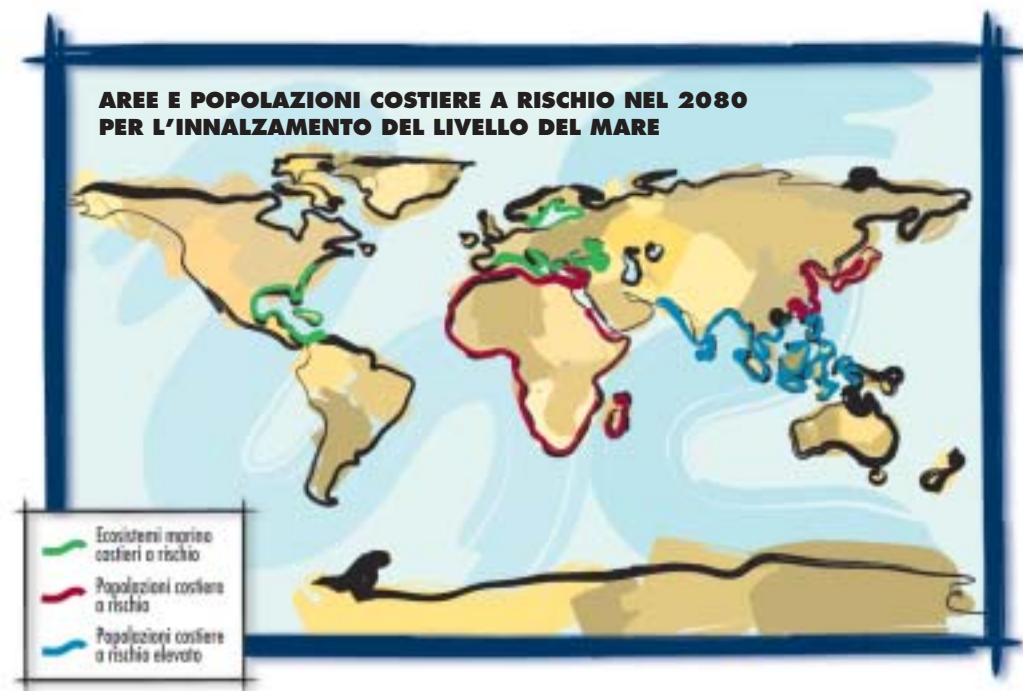 AREE E POPOLAZIONI COSTIERE A RISCHIO NEL 2080
PER L'INNALZAMENTO DEL LIVELLO DEL MARE
Ecosistemi marino
costieri a rischio
Popolazioni costiere
a rischio
Popolazioni costiere
a rischio elevato